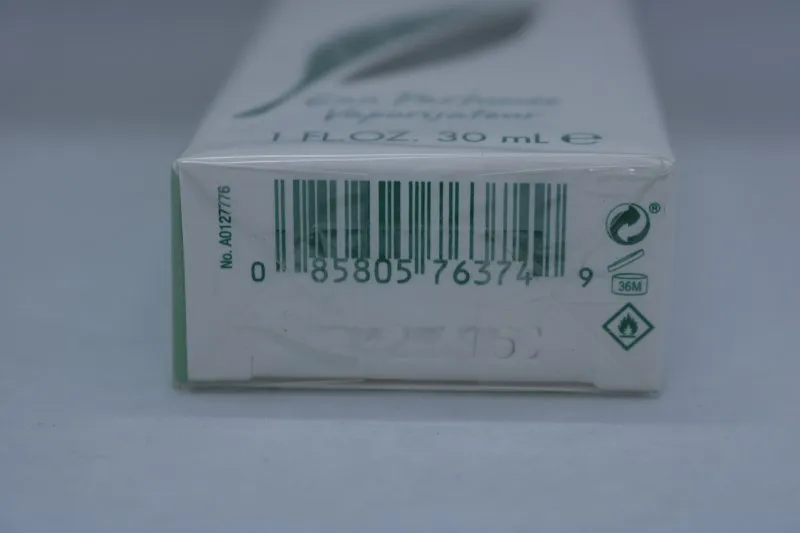 Eau Parfumée
Vaporisateur
1 FL.OZ. 30 mL ℮
No. A0127776
0 85805 76374 9
®
36M